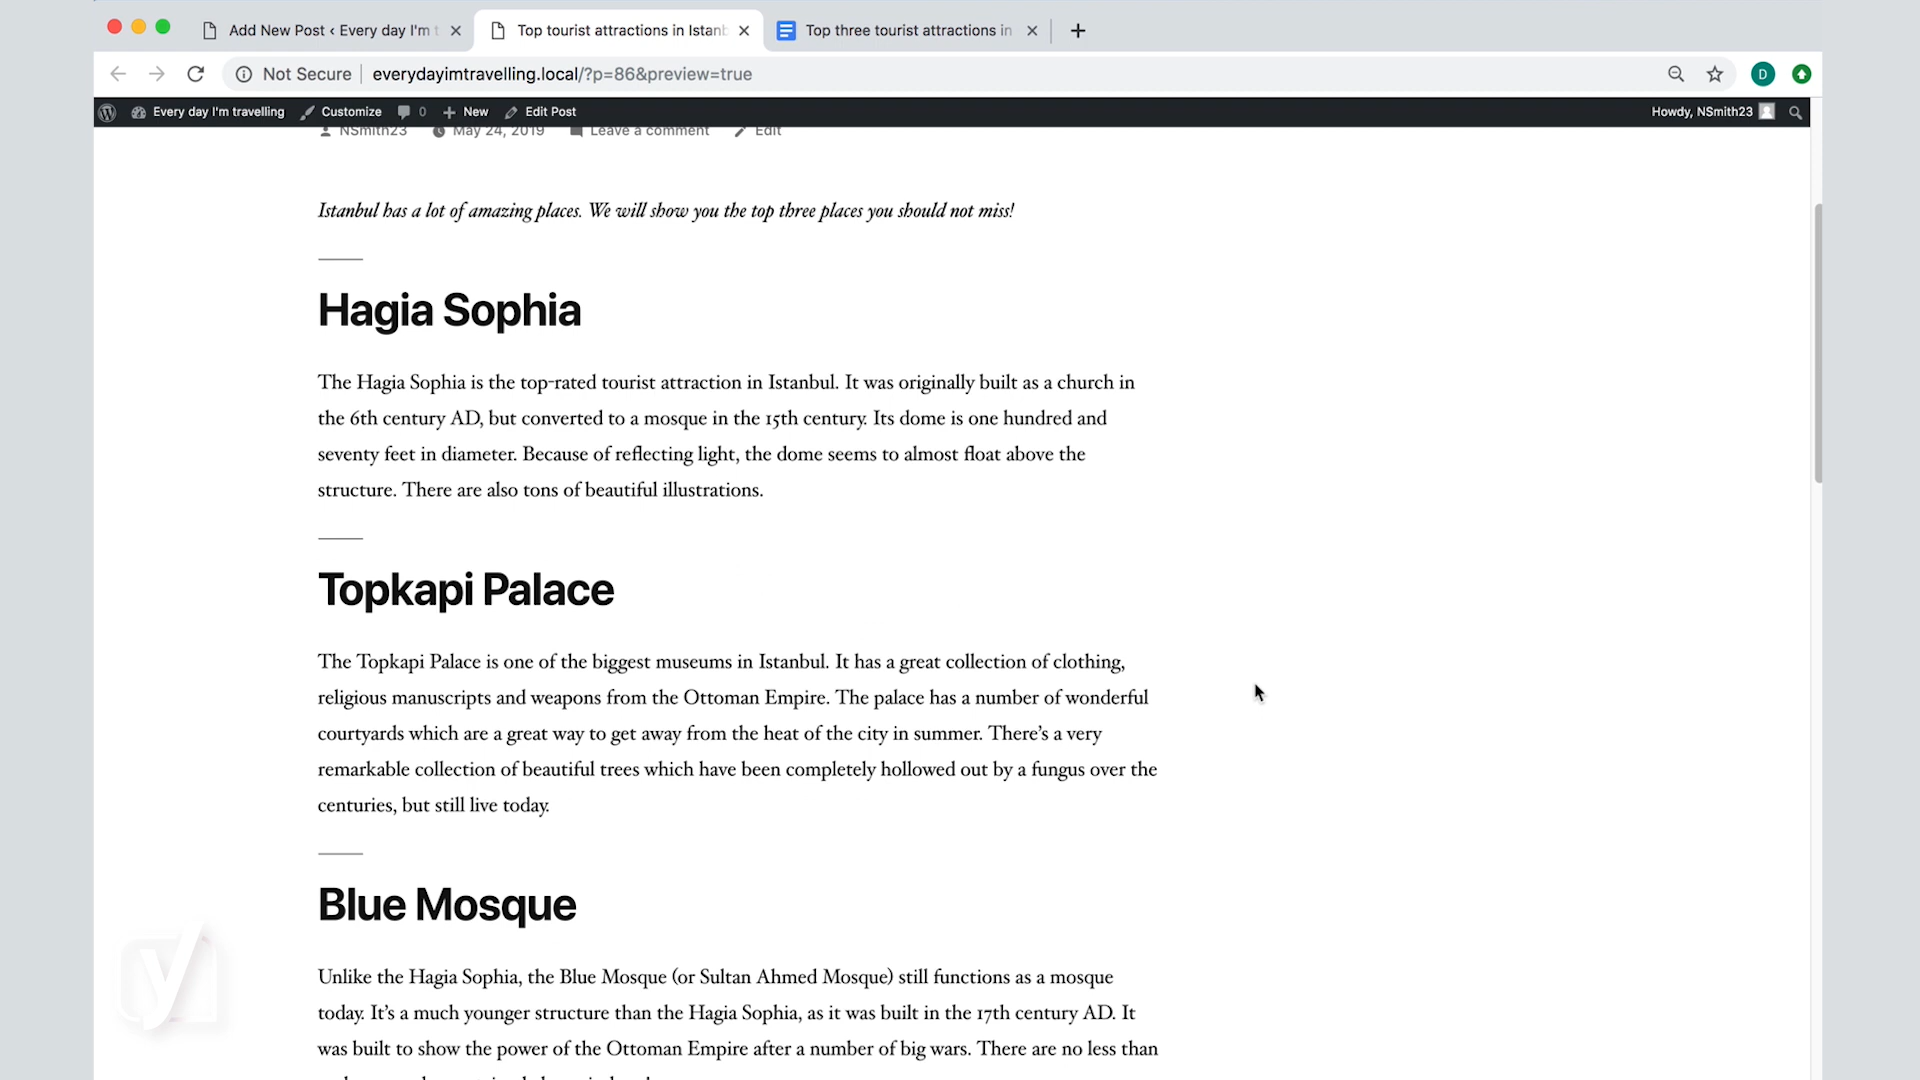 Add New Post ‹ Every day I'm t
Top tourist attractions in Istanb
Top three tourist attractions in
Not Secure
everydayimtravelling.local/?p=86&preview=true
D
Every day I'm travelling
Customize
0
New
Edit Post
Howdy, NSmith23
NSmith23
May 24, 2019
Leave a comment
Edit
Istanbul has a lot of amazing places. We will show you the top three places you should not miss!
Hagia Sophia
The Hagia Sophia is the top-rated tourist attraction in Istanbul. It was originally built as a church in
the 6th century AD, but converted to a mosque in the 15th century. Its dome is one hundred and
seventy feet in diameter. Because of reflecting light, the dome seems to almost float above the
structure. There are also tons of beautiful illustrations.
Topkapi Palace
The Topkapi Palace is one of the biggest museums in Istanbul. It has a great collection of clothing,
religious manuscripts and weapons from the Ottoman Empire. The palace has a number of wonderful
courtyards which are a great way to get away from the heat of the city in summer. There's a very
remarkable collection of beautiful trees which have been completely hollowed out by a fungus over the
centuries, but still live today.
Blue Mosque
Unlike the Hagia Sophia, the Blue Mosque (or Sultan Ahmed Mosque) still functions as a mosque
today. It's a much younger structure than the Hagia Sophia, as it was built in the 17th century AD. It
was built to show the power of the Ottoman Empire after a number of big wars. There are no less than
y